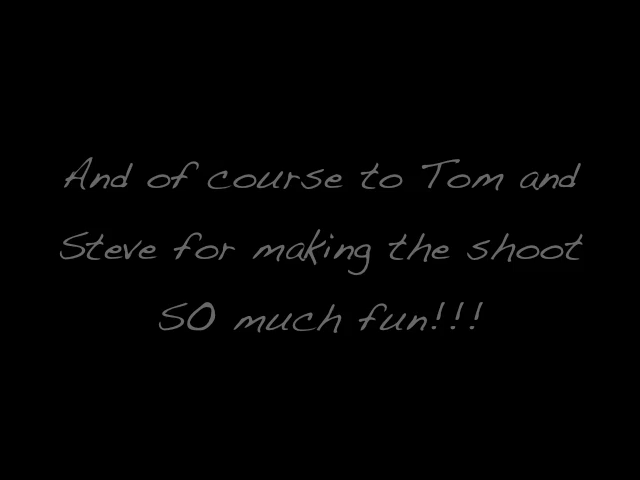 And of course to Tom and
Steve for making the shoot
SO much fun!!!